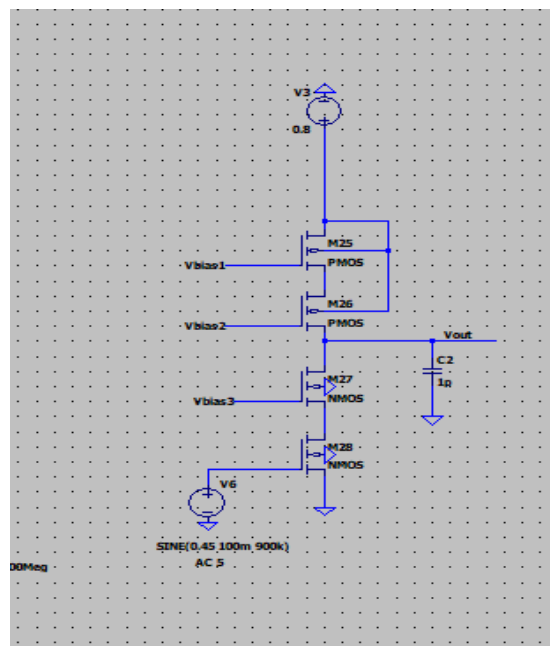 V3
0.8
M25
Vbias1
PMOS
M26
Vbias2
PMOS
Vout
C2
M27
1p
Vbias3
NMOS
M28
NMOS
V6
SINE(0.45 100m 900k)
AC 5
00Meg